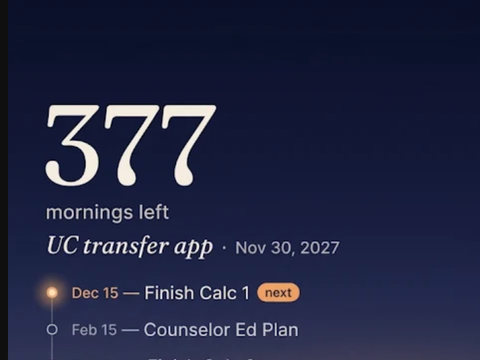 377
mornings left
UC transfer app · Nov 30, 2027
Dec 15 — Finish Calc 1 next
Feb 15 — Counselor Ed Plan